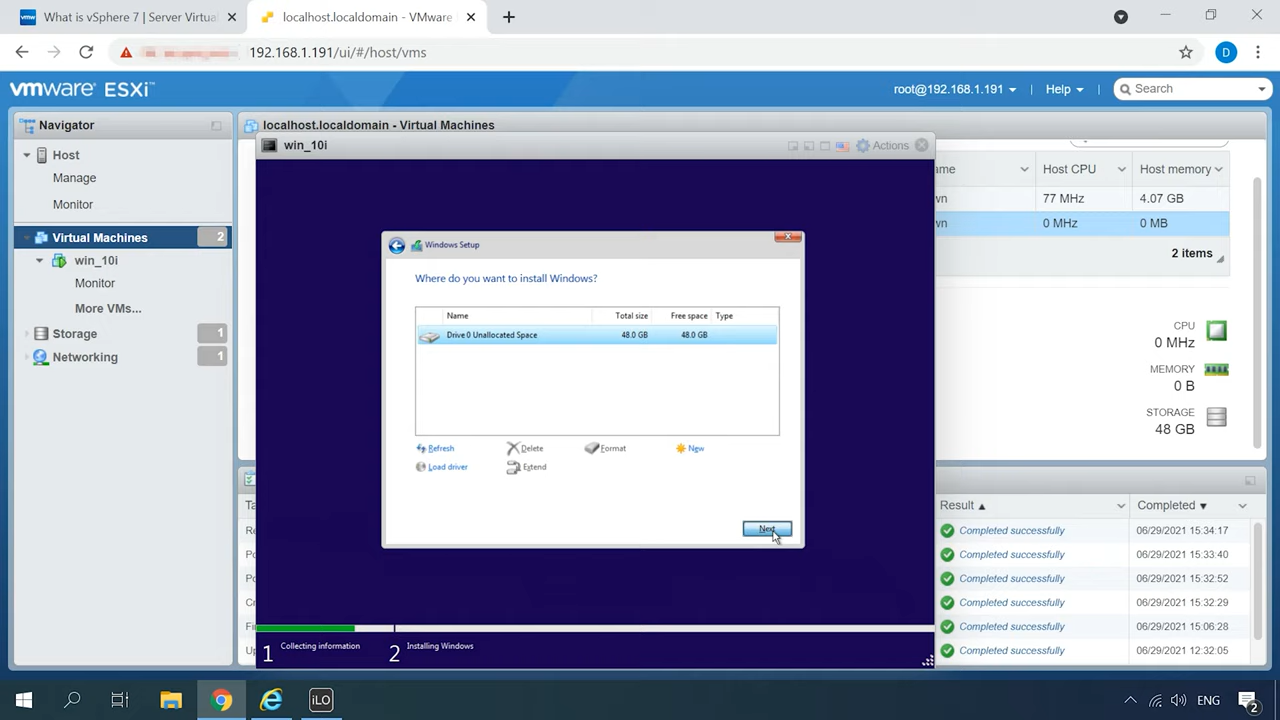 What is vSphere 7 | Server Virtual
localhost.localdomain - VMware
192.168.1.191/ui/#/host/vms
D
vmware ESXi™
root@192.168.1.191
Help
Search
Navigator
Host
Manage
Monitor
Virtual Machines
2
win_10i
Monitor
More VMs...
Storage
1
Networking
1
localhost.localdomain - Virtual Machines
win_10i
Actions
Host CPU
Host memory
77 MHz
4.07 GB
0 MHz
0 MB
2 items
CPU
0 MHz
MEMORY
0 B
STORAGE
48 GB
Windows Setup
Where do you want to install Windows?
Name Total size Free space Type
Drive 0 Unallocated Space 48.0 GB 48.0 GB
Refresh Delete Format New
Load driver Extend
Next
1 Collecting information
2 Installing Windows
Result Completed
Completed successfully 06/29/2021 15:34:17
Completed successfully 06/29/2021 15:33:40
Completed successfully 06/29/2021 15:32:52
Completed successfully 06/29/2021 15:32:29
Completed successfully 06/29/2021 15:06:28
Completed successfully 06/29/2021 12:32:05
iLO
ENG
2